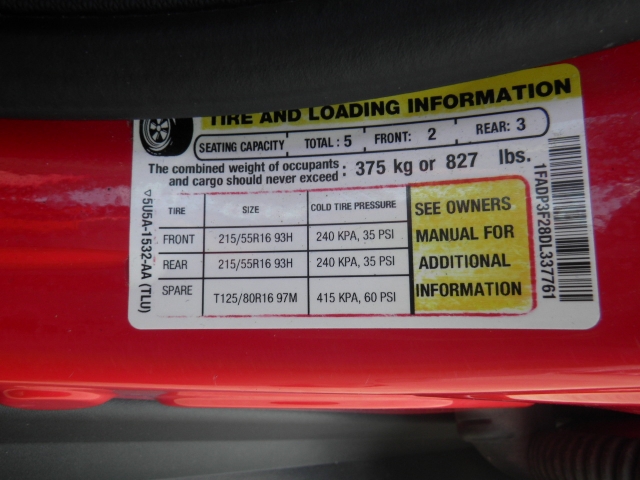 TIRE AND LOADING INFORMATION
SEATING CAPACITY TOTAL : 5 FRONT: 2 REAR: 3
The combined weight of occupants
and cargo should never exceed : 375 kg or 827 lbs.
TIRE SIZE COLD TIRE PRESSURE
FRONT 215/55R16 93H 240 KPA, 35 PSI
REAR 215/55R16 93H 240 KPA, 35 PSI
SPARE T125/80R16 97M 415 KPA, 60 PSI
SEE OWNERS
MANUAL FOR
ADDITIONAL
INFORMATION
5U5A-1532-AA (TLU)
1FADP3F28DL337761